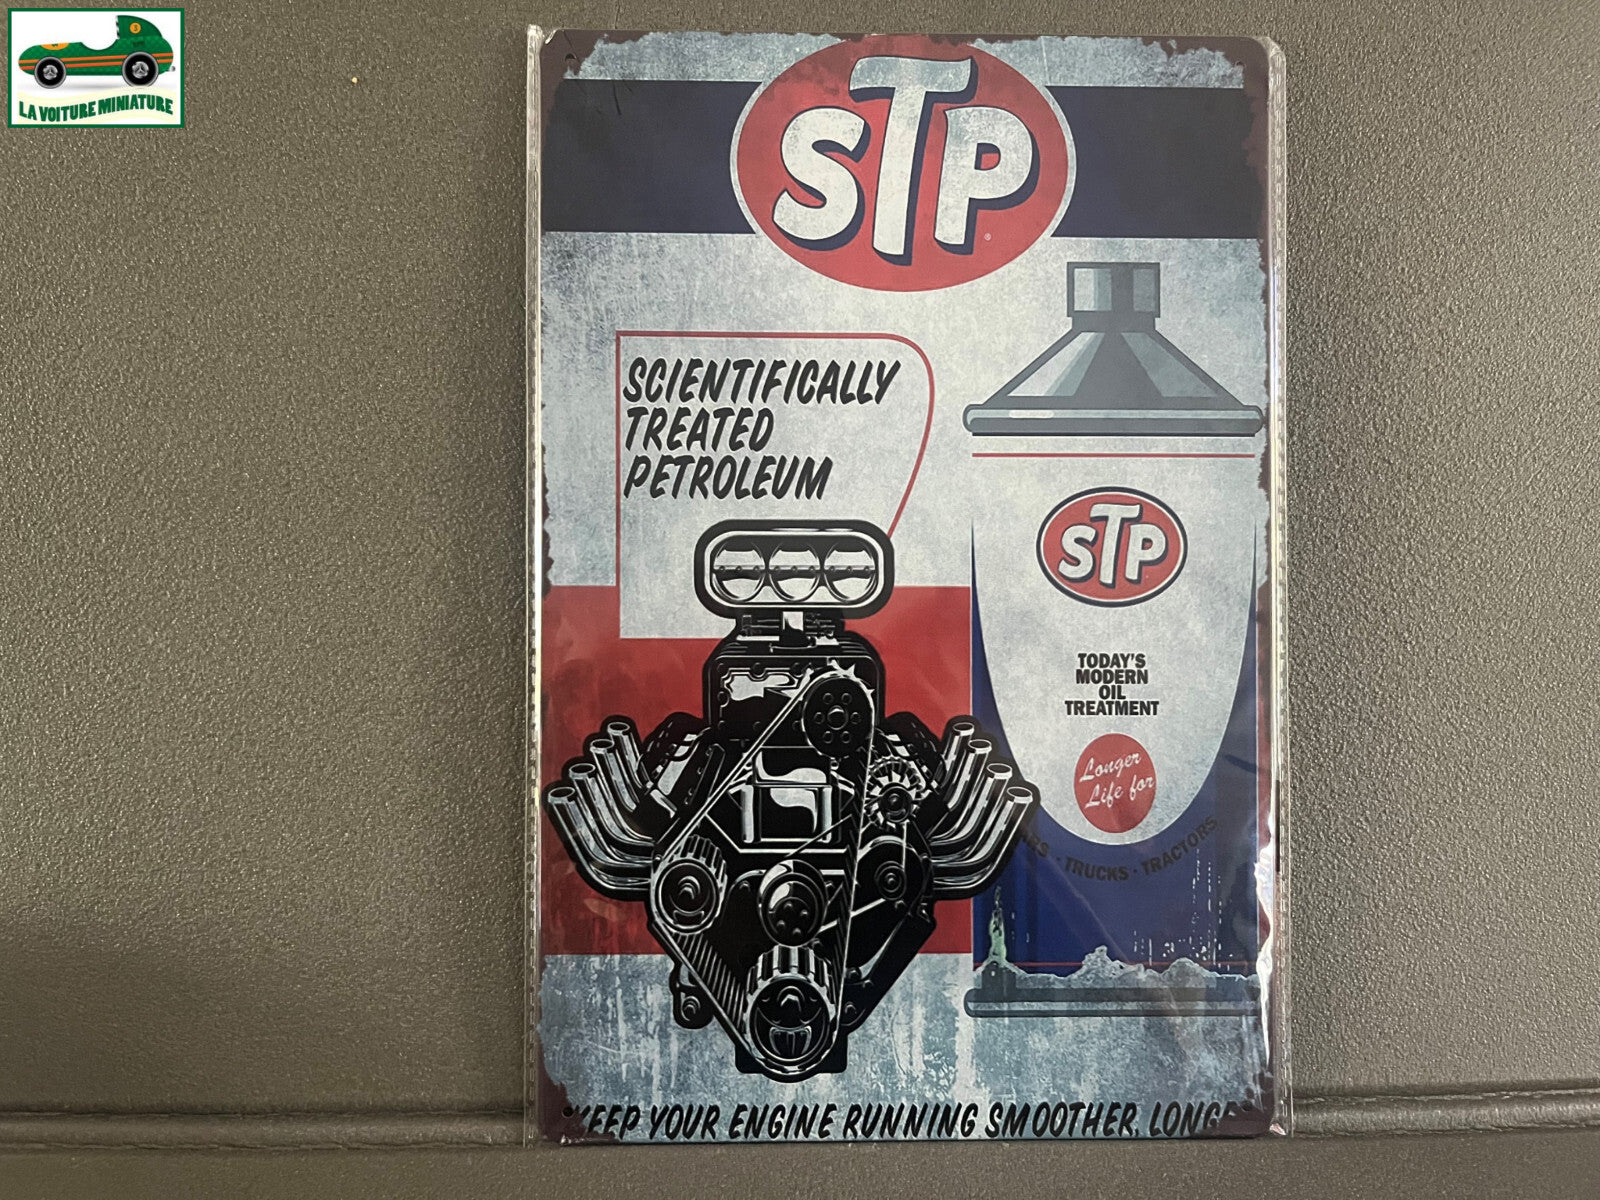 LA VOITURE MINIATURE
STP
SCIENTIFICALLY
TREATED
PETROLEUM
STP
TODAY'S
MODERN
OIL
TREATMENT
Longer
Life for
TRUCKS · TRACTORS
KEEP YOUR ENGINE RUNNING SMOOTHER, LONGE